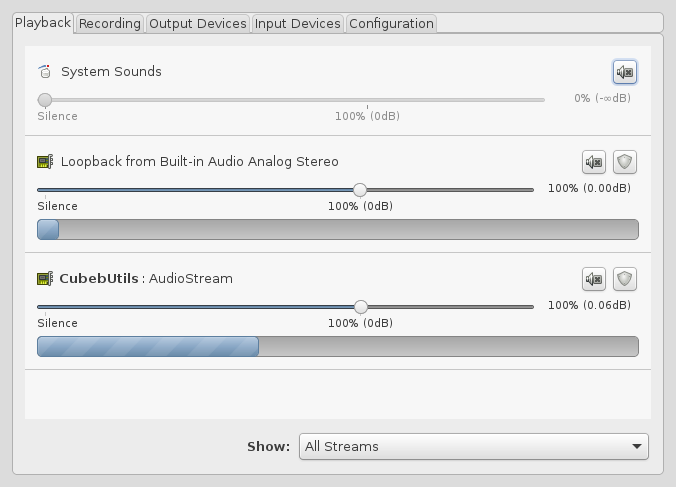 Playback Recording Output Devices Input Devices Configuration
System Sounds
0% (-∞dB)
Silence 100% (0dB)
Loopback from Built-in Audio Analog Stereo
100% (0.00dB)
Silence 100% (0dB)
CubebUtils : AudioStream
100% (0.06dB)
Silence 100% (0dB)
Show: All Streams